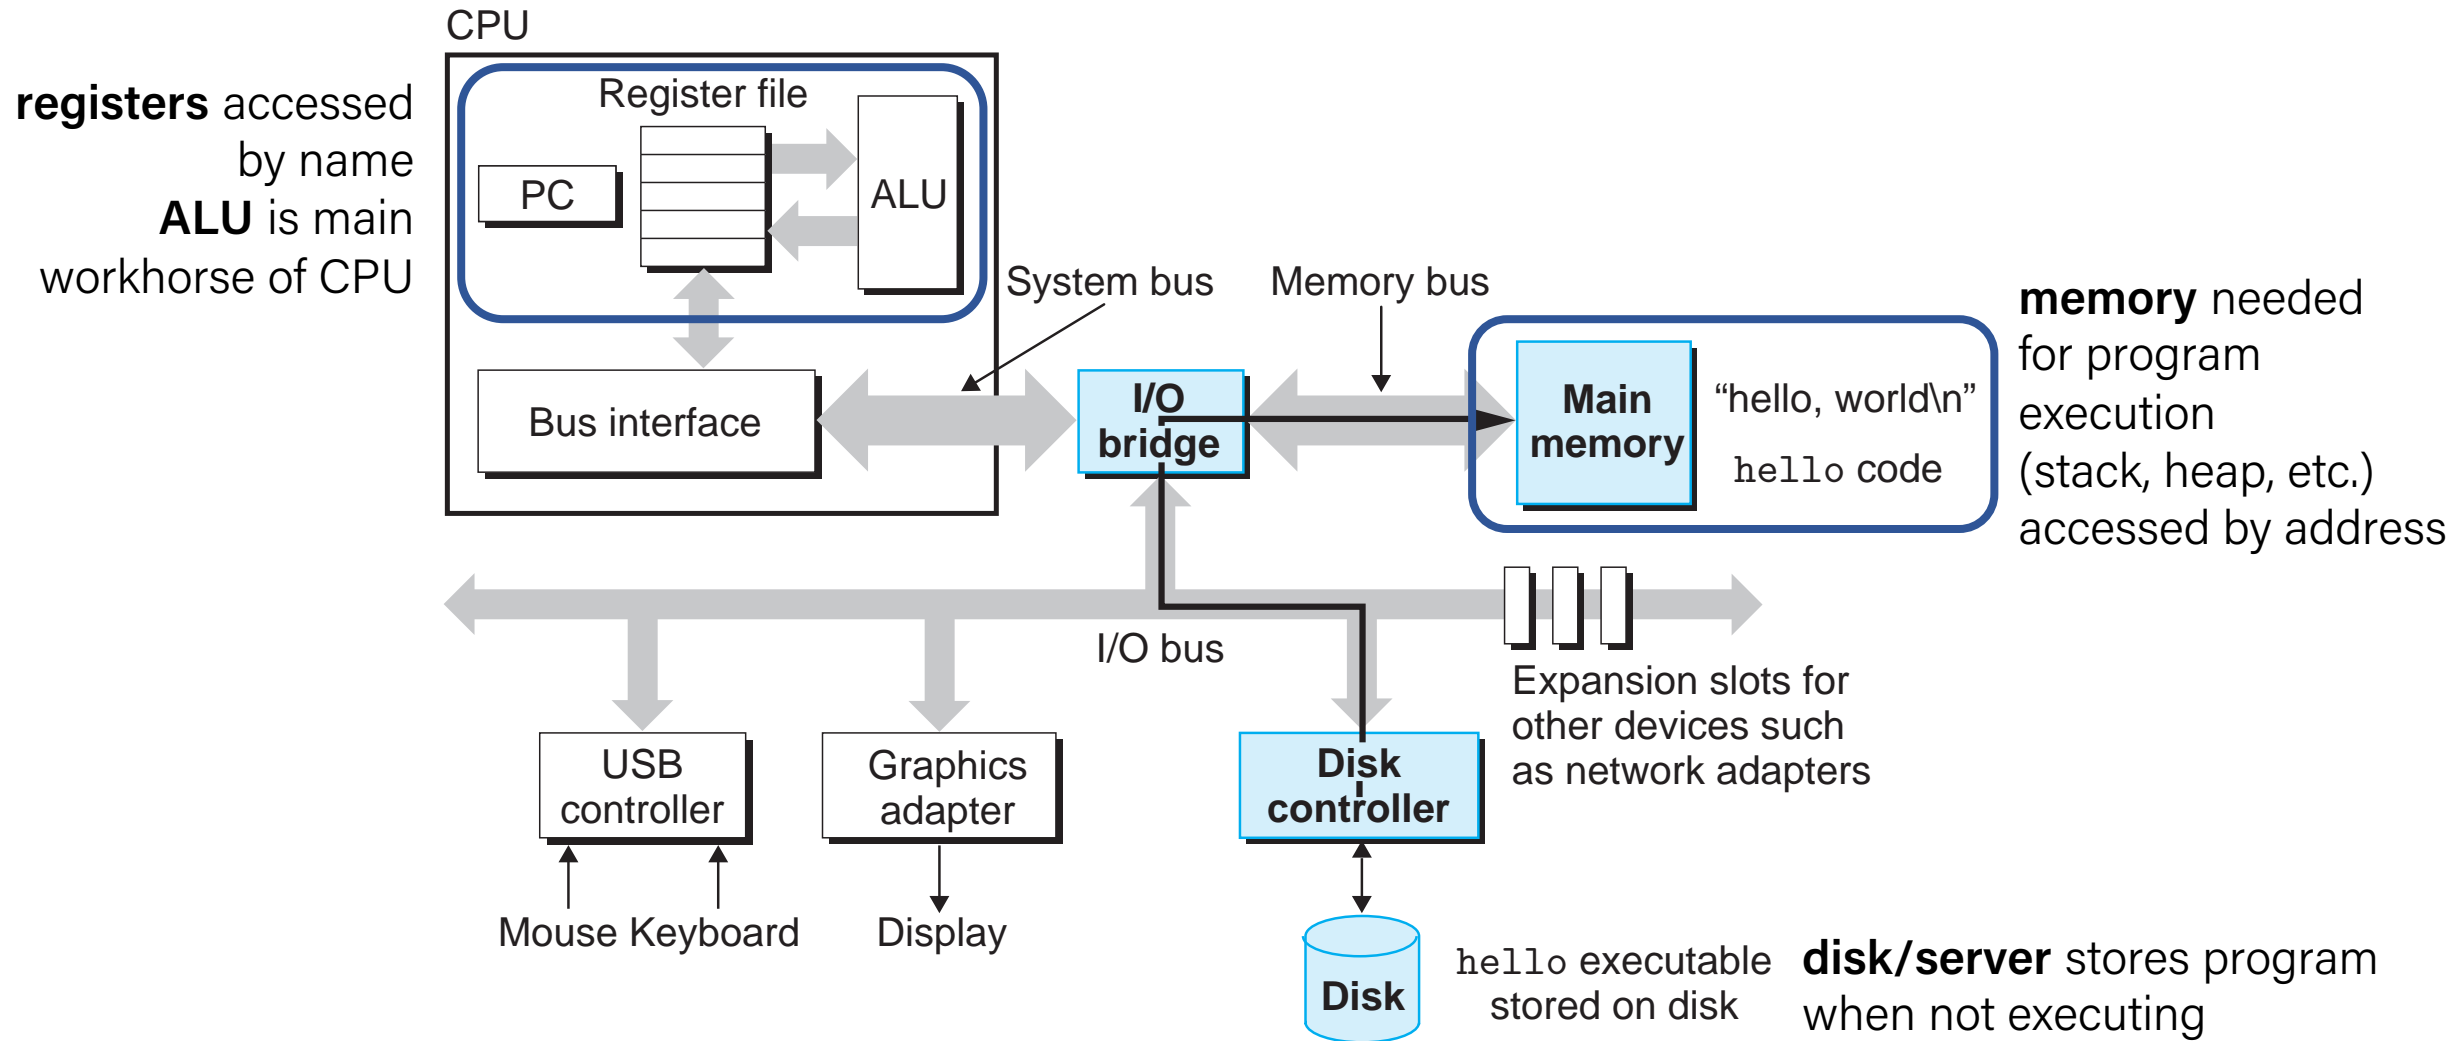 CPU
registers accessed
by name
ALU is main
workhorse of CPU
Register file
PC
ALU
System bus
Memory bus
Bus interface
I/O
bridge
Main
memory
“hello, world\n”
hello code
memory needed
for program
execution
(stack, heap, etc.)
accessed by address
I/O bus
Expansion slots for
other devices such
as network adapters
USB
controller
Graphics
adapter
Disk
controller
Mouse Keyboard
Display
Disk
hello executable
stored on disk
disk/server stores program
when not executing